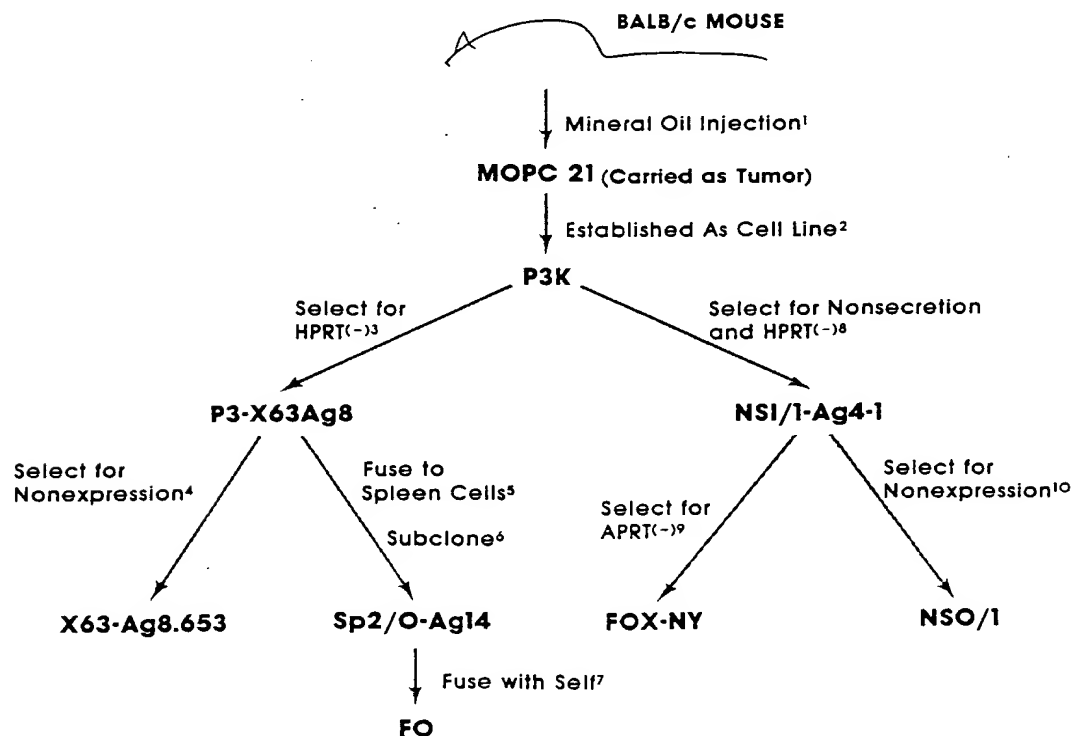 BALB/c MOUSE
Mineral Oil Injection¹
MOPC 21 (Carried as Tumor)
Established As Cell Line²
P3K
Select for
HPRT(-)³
Select for Nonsecretion
and HPRT(-)⁸
P3-X63Ag8
NSI/1-Ag4-1
Select for
Nonexpression⁴
Fuse to
Spleen Cells⁵
Subclone⁶
Select for
APRT(-)⁹
Select for
Nonexpression¹⁰
X63-Ag8.653
Sp2/O-Ag14
FOX-NY
NSO/1
Fuse with Self⁷
FO